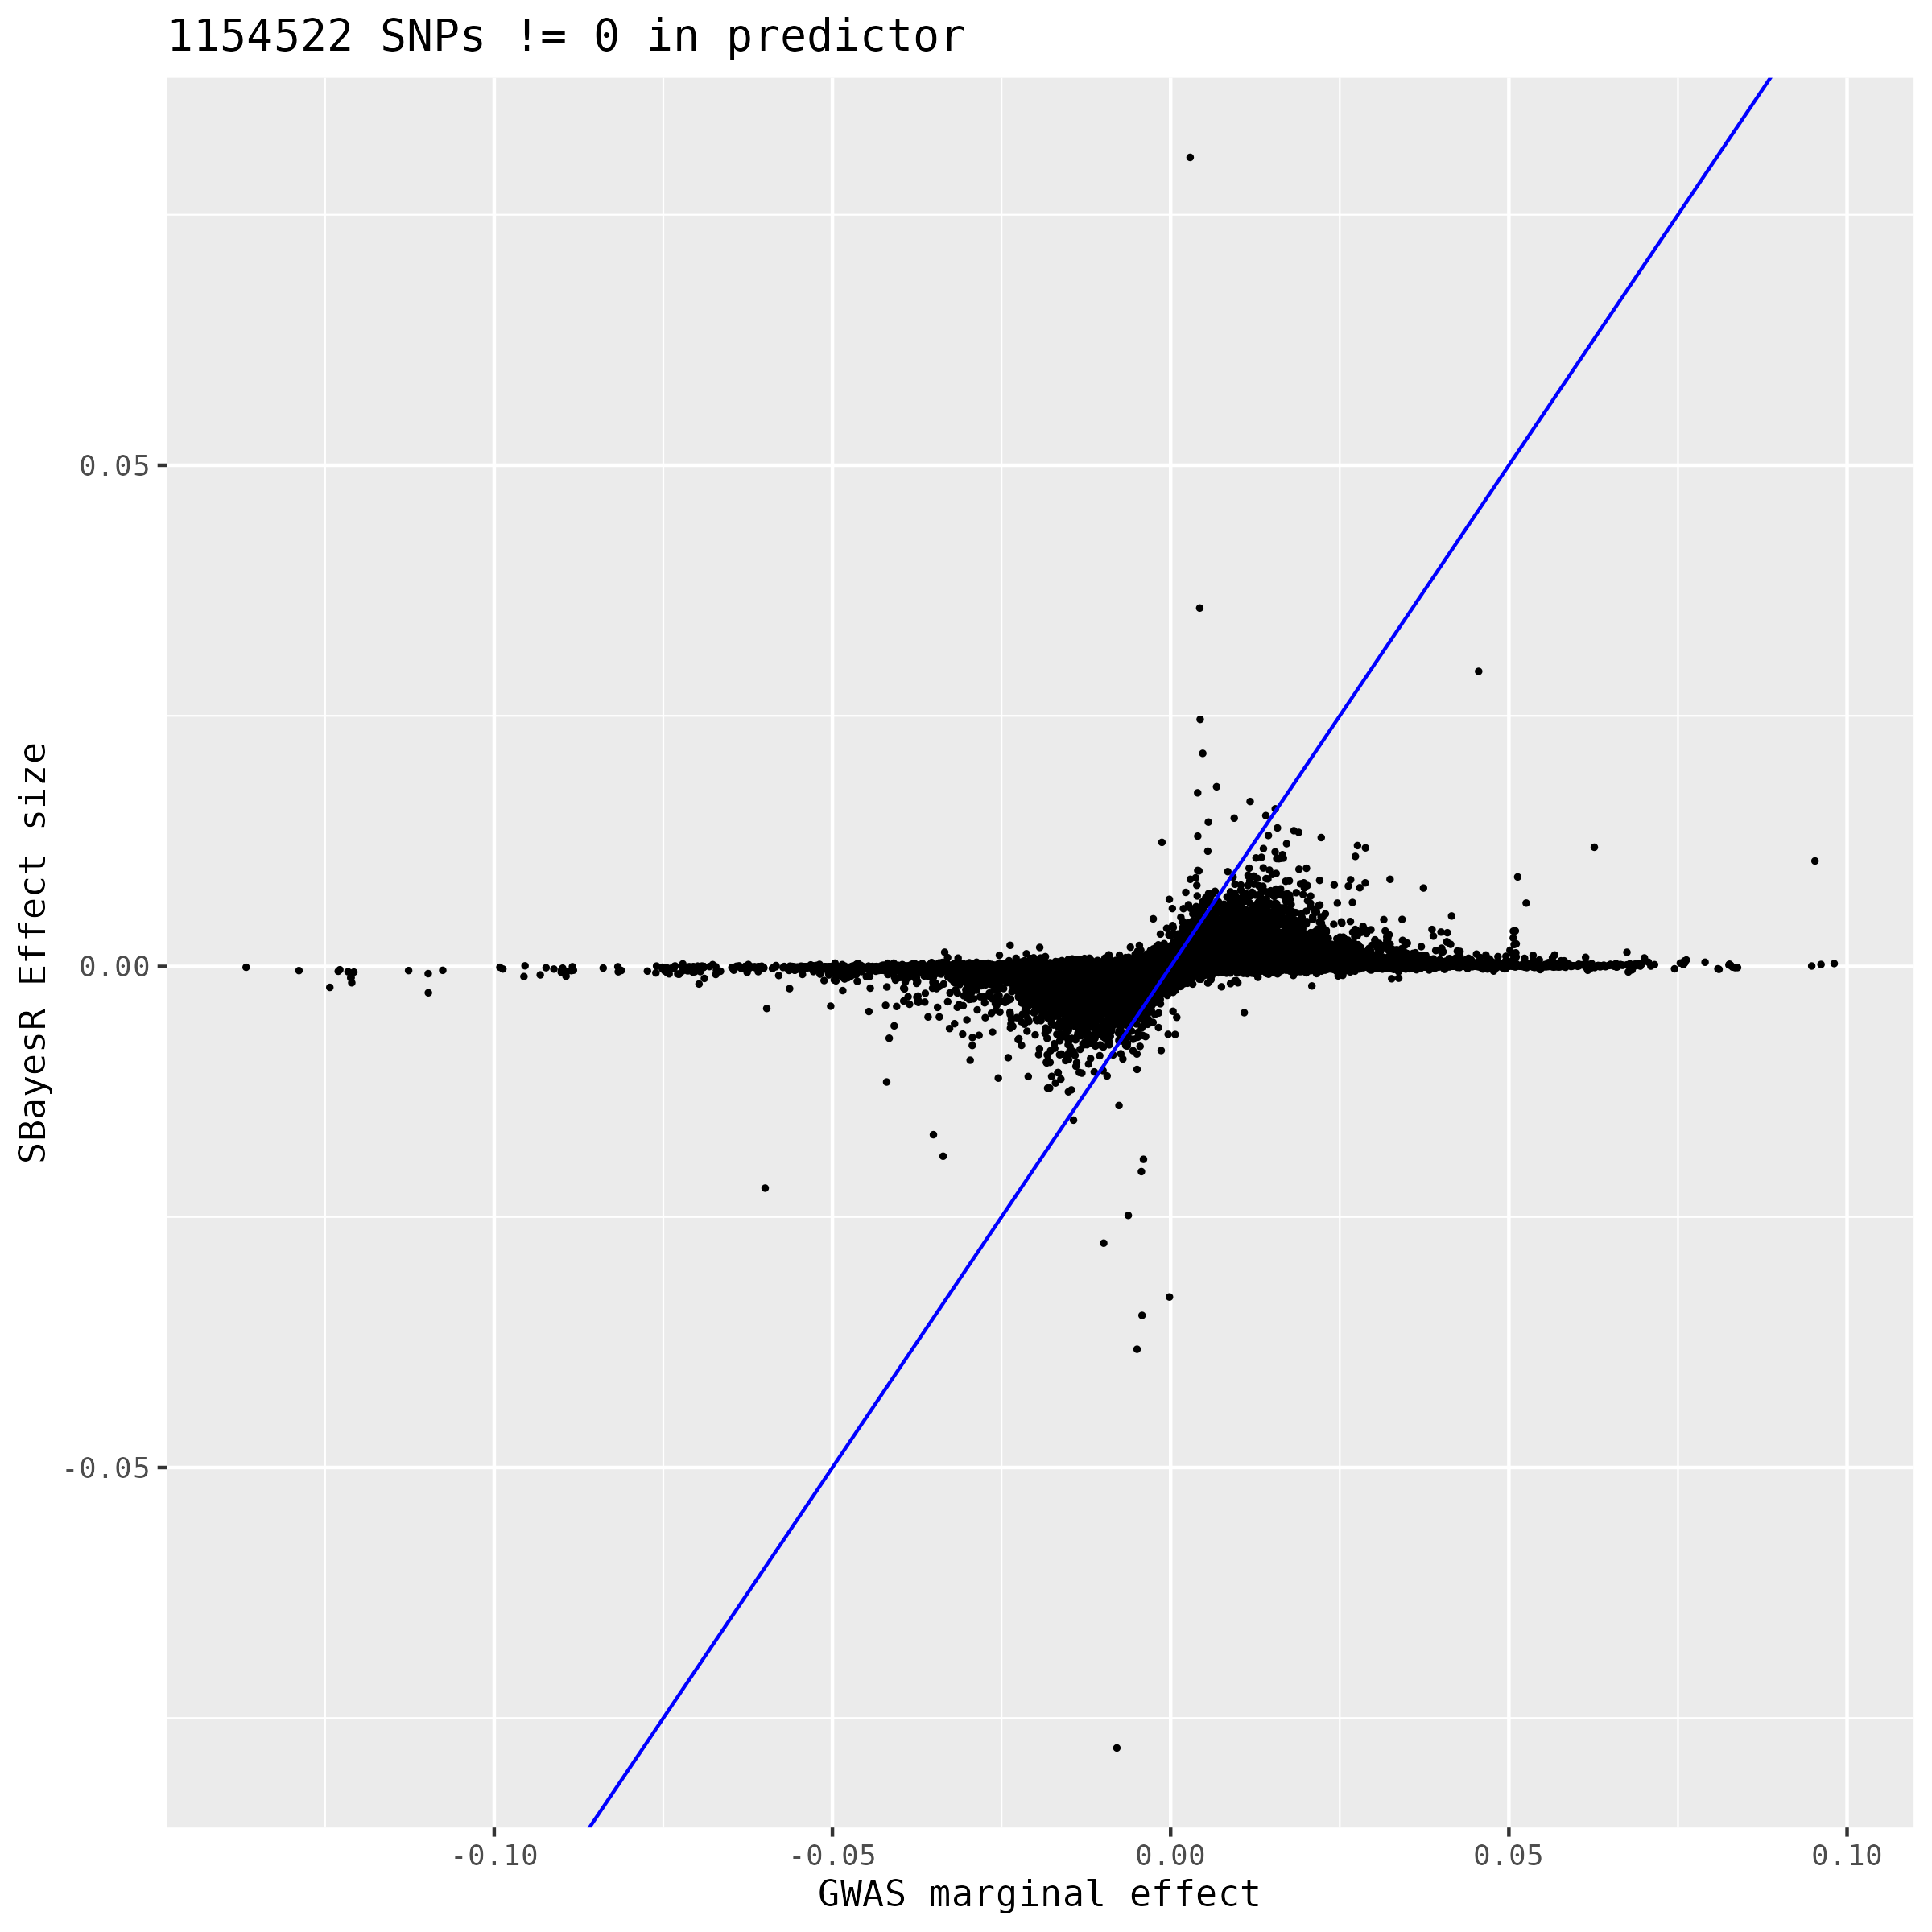 1154522 SNPs != 0 in predictor
SBayesR Effect size
0.05
0.00
-0.05
-0.10
-0.05
0.00
0.05
0.10
GWAS marginal effect